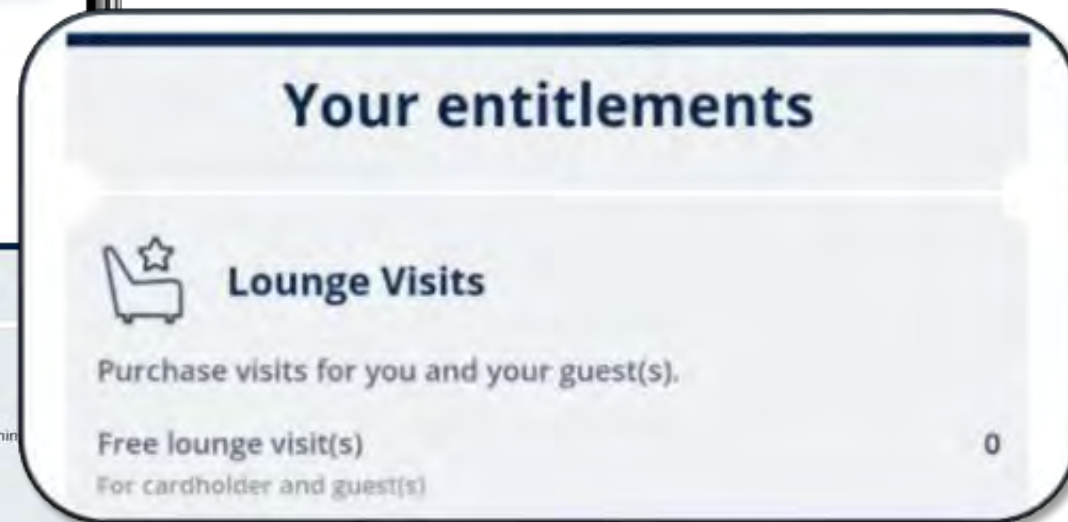 Your entitlements
Lounge Visits
Purchase visits for you and your guest(s).
Free lounge visit(s) 0
For cardholder and guest(s)